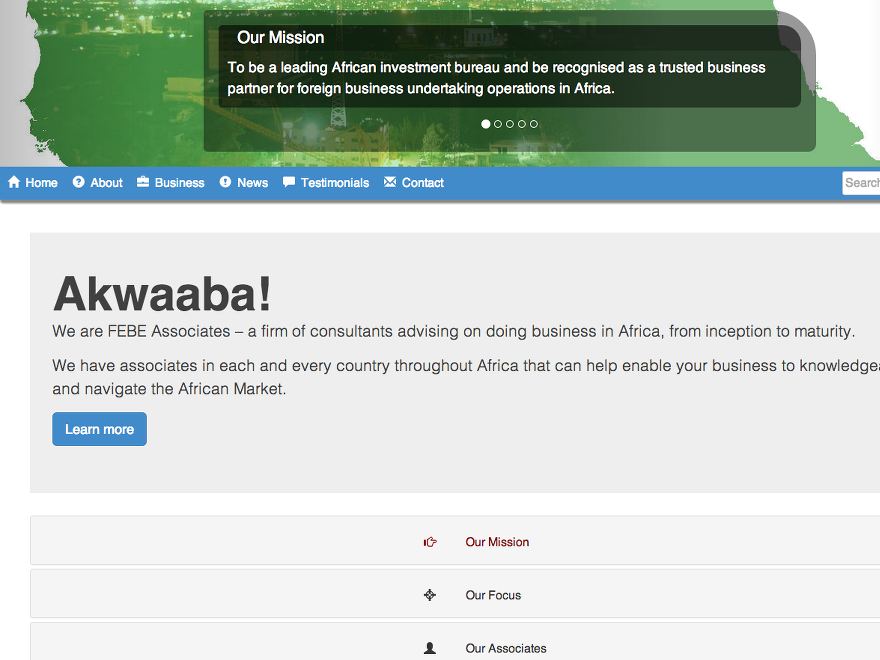 Our Mission
To be a leading African investment bureau and be recognised as a trusted business
partner for foreign business undertaking operations in Africa.
Home About Business News Testimonials Contact Search
Akwaaba!
We are FEBE Associates – a firm of consultants advising on doing business in Africa, from inception to maturity.
We have associates in each and every country throughout Africa that can help enable your business to knowledgea
and navigate the African Market.
Learn more
Our Mission
Our Focus
Our Associates